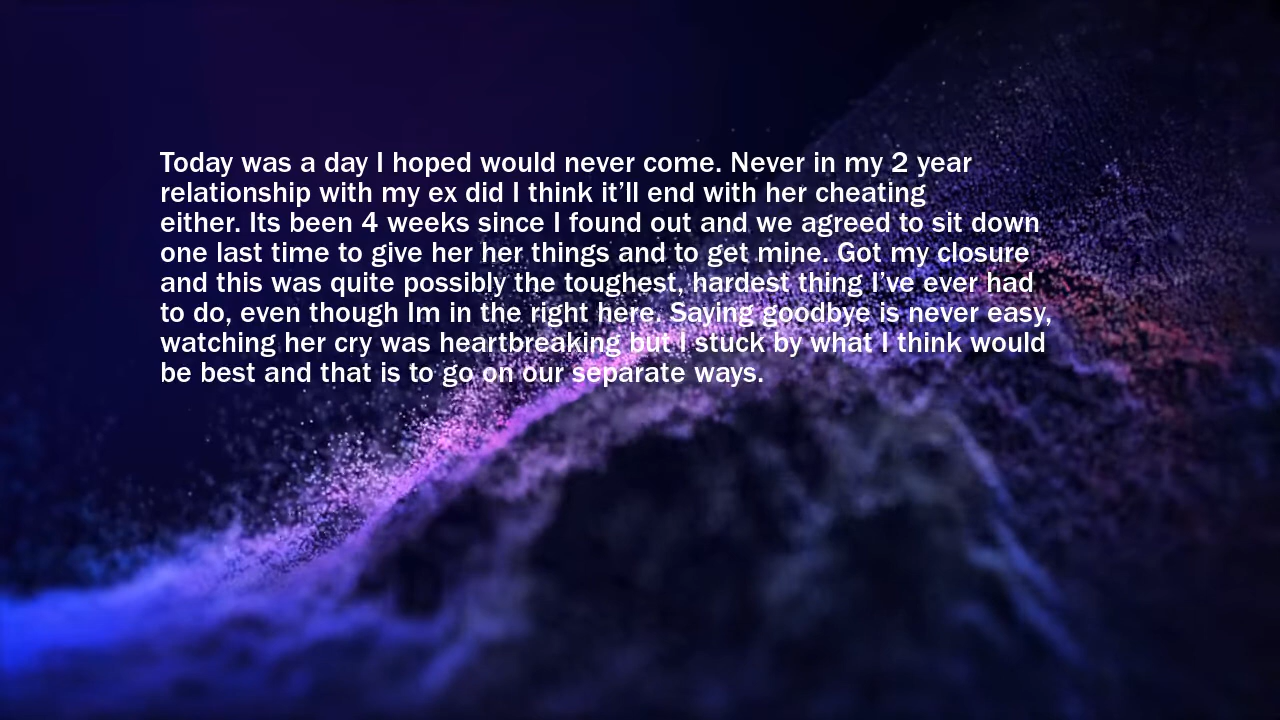 Today was a day I hoped would never come. Never in my 2 year
relationship with my ex did I think it’ll end with her cheating
either. Its been 4 weeks since I found out and we agreed to sit down
one last time to give her her things and to get mine. Got my closure
and this was quite possibly the toughest, hardest thing I’ve ever had
to do, even though Im in the right here. Saying goodbye is never easy,
watching her cry was heartbreaking but I stuck by what I think would
be best and that is to go on our separate ways.